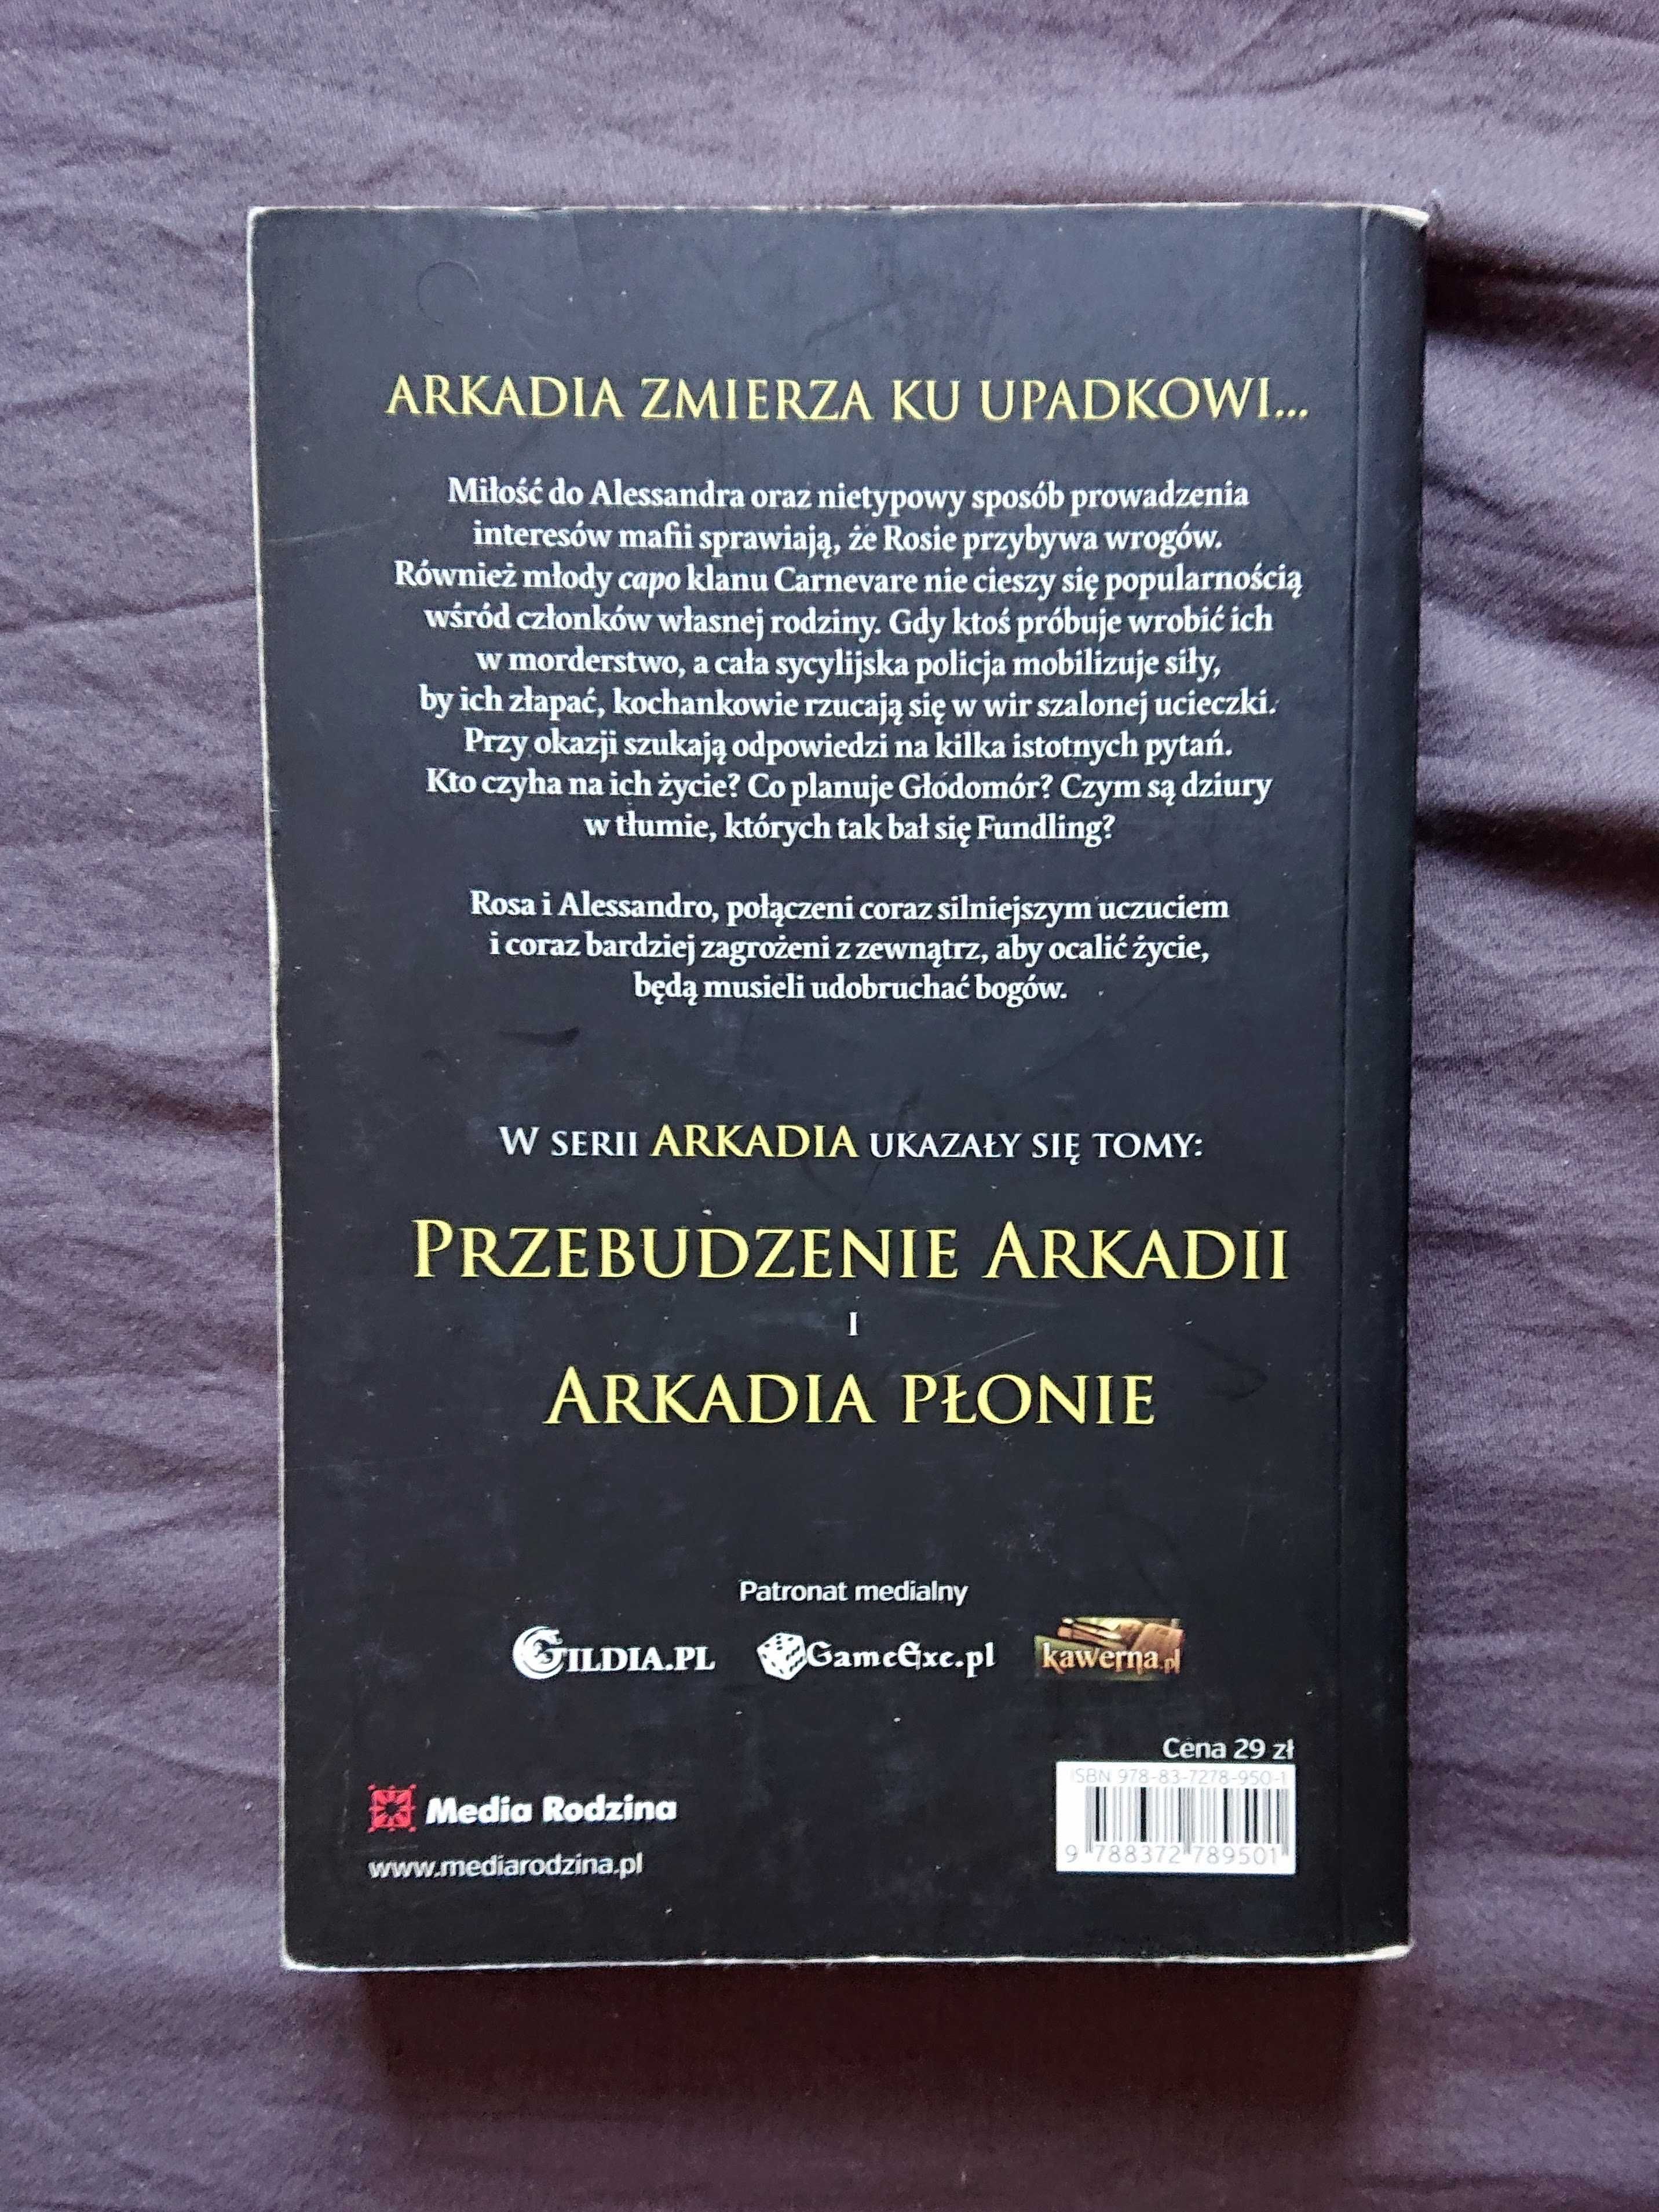 ARKADIA ZMIERZA KU UPADKOWI...
Miłość do Alessandra oraz nietypowy sposób prowadzenia
interesów mafii sprawiają, że Rosie przybywa wrogów.
Również młody capo klanu Carnevare nie cieszy się popularnością
wśród członków własnej rodziny. Gdy ktoś próbuje wrobić ich
w morderstwo, a cała sycylijska policja mobilizuje siły,
by ich złapać, kochankowie rzucają się w wir szalonej ucieczki.
Przy okazji szukają odpowiedzi na kilka istotnych pytań.
Kto czyha na ich życie? Co planuje Głodomór? Czym są dziury
w tłumie, których tak bał się Fundling?
Rosa i Alessandro, połączeni coraz silniejszym uczuciem
i coraz bardziej zagrożeni z zewnątrz, aby ocalić życie,
będą musieli udobruchać bogów.
W SERII ARKADIA UKAZAŁY SIĘ TOMY:
PRZEBUDZENIE ARKADII
I
ARKADIA PŁONIE
Patronat medialny
GILDIA.PL GameExe.pl kawerna.pl
Cena 29 zł
ISBN 978-83-7278-950-1
9 788372 789501
Media Rodzina
www.mediarodzina.pl